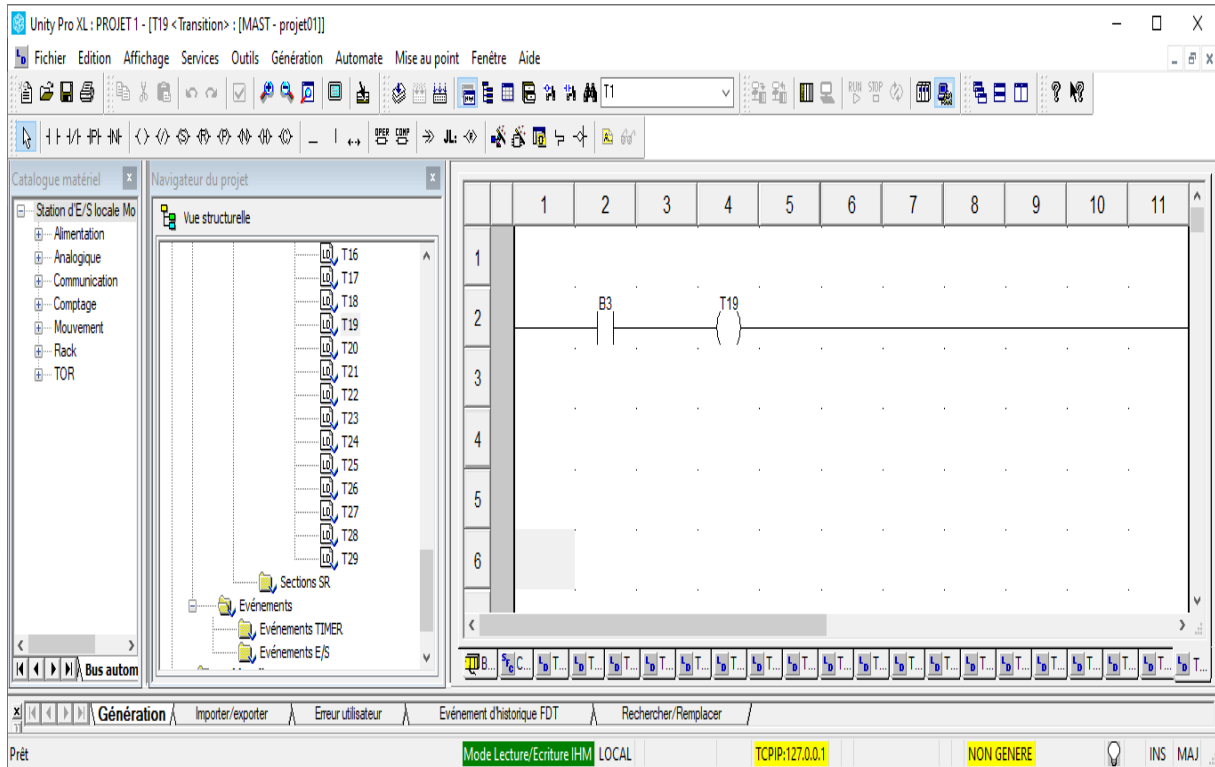 Unity Pro XL : PROJET 1 - [T19 <Transition> : [MAST - projet01]]
Fichier Edition Affichage Services Outils Génération Automate Mise au point Fenêtre Aide
T1
RUN STOP
OPER COMP
Catalogue matériel
Station d'E/S locale Mo
Alimentation
Analogique
Communication
Comptage
Mouvement
Rack
TOR
Bus autom
Navigateur du projet
Vue structurelle
T16
T17
T18
T19
T20
T21
T22
T23
T24
T25
T26
T27
T28
T29
Sections SR
Evénements
Evénements TIMER
Evénements E/S
1 2 3 4 5 6 7 8 9 10 11
1
2
3
4
5
6
B3 T19
B... C... T... T... T... T... T... T... T... T... T... T... T... T... T... T... T... T... T... T...
Génération Importer/exporter Erreur utilisateur Evénement d'historique FDT Rechercher/Remplacer
Prêt Mode Lecture/Ecriture IHM LOCAL TCPIP:127.0.0.1 NON GENERE INS MAJ